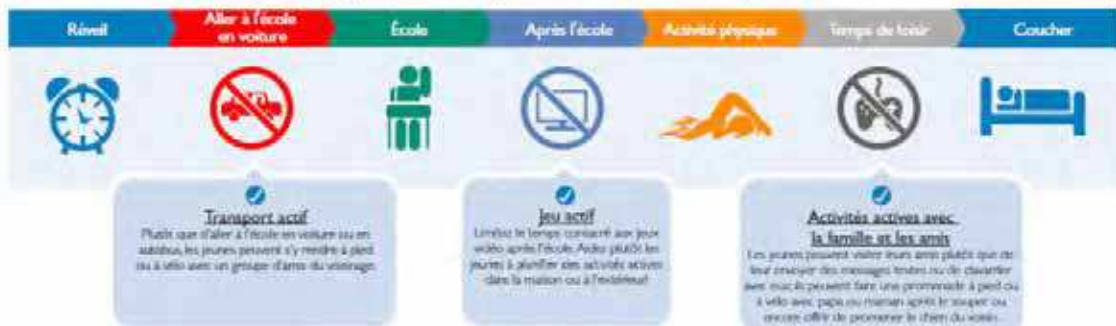 Réveil
Aller à l'école
en voiture
École
Après l'école
Activité physique
Temps de loisir
Coucher
Transport actif
Plutôt que d'aller à l'école en voiture ou en
autobus, les jeunes peuvent s'y rendre à pied
ou à vélo avec un groupe d'amis du voisinage.
Jeu actif
Limitez le temps consacré aux jeux
vidéo après l'école. Aidez plutôt les
jeunes à planifier des activités actives
dans la maison ou à l'extérieur!
Activités actives avec
la famille et les amis
Les jeunes peuvent visiter leurs amis plutôt que de
leur envoyer des messages textes ou de clavarder
avec eux; ils peuvent faire une promenade à pied ou
à vélo avec papa ou maman après le souper ou
encore offrir de promener le chien du voisin.